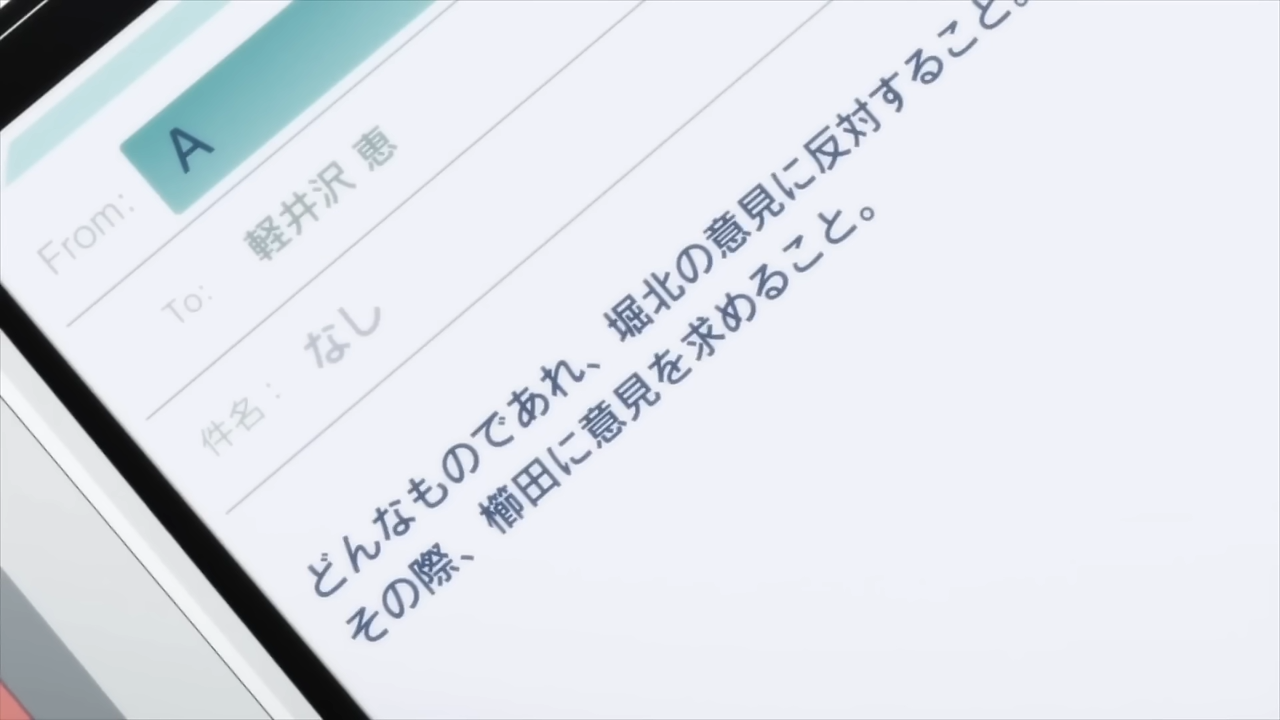 From: A
To: 軽井沢 恵
件名: なし
どんなものであれ、堀北の意見に反対すること。
その際、櫛田に意見を求めること。